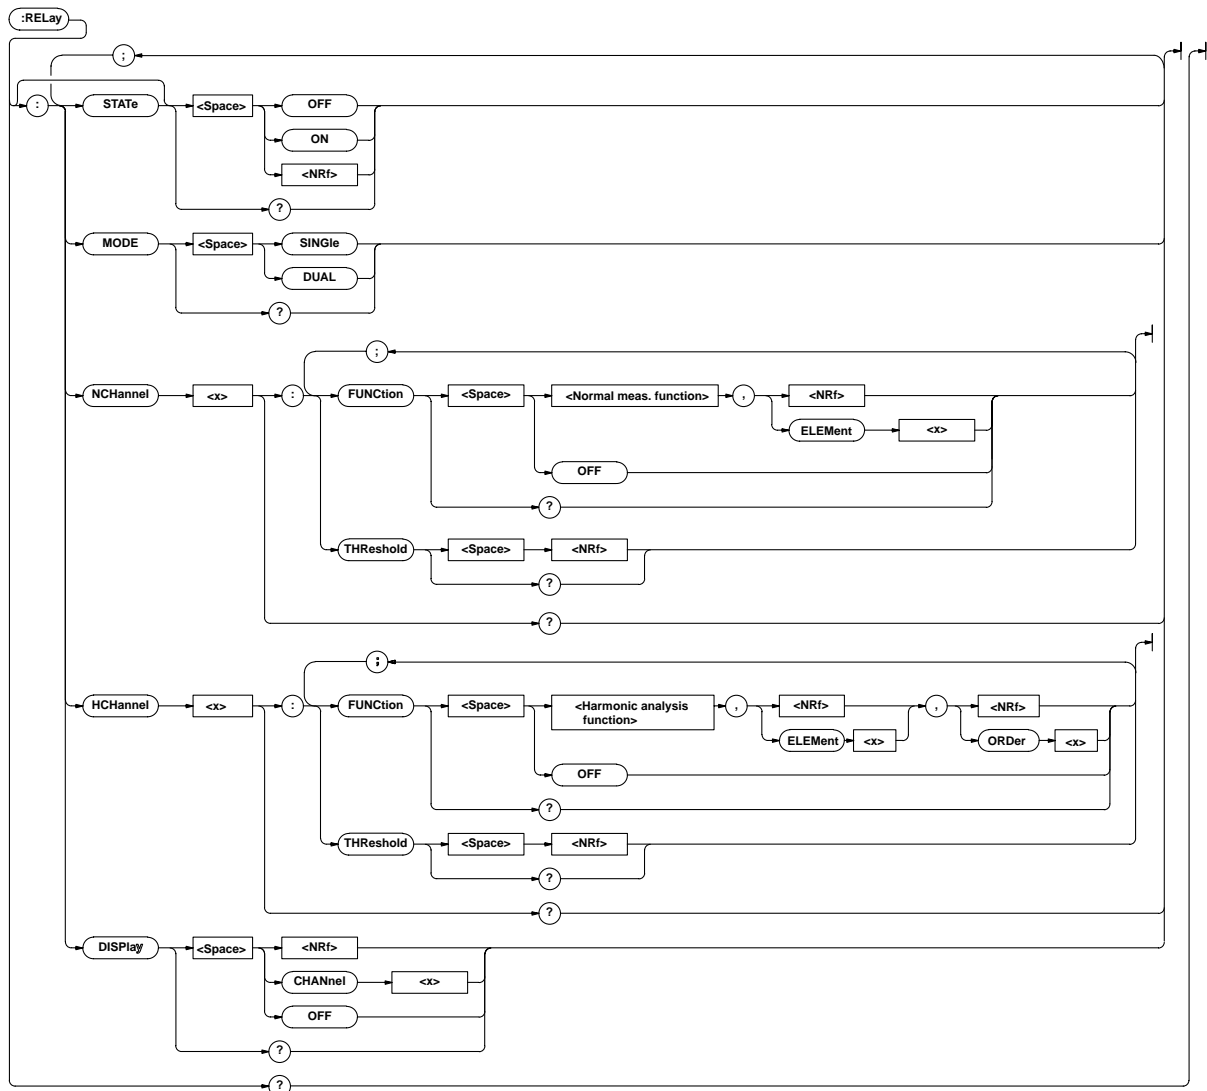 :RELay
;
: STATe <Space> OFF
ON
<NRf>
?
MODE <Space> SINGle
DUAL
?
;
NCHannel <x> : FUNCtion <Space> <Normal meas. function> , <NRf>
ELEMent <x>
OFF
?
THReshold <Space> <NRf>
?
?
;
HCHannel <x> : FUNCtion <Space> <Harmonic analysis function> , <NRf> , <NRf>
ELEMent <x> ORDer <x>
OFF
?
THReshold <Space> <NRf>
?
?
DISPlay <Space> <NRf>
CHANnel <x>
OFF
?
?